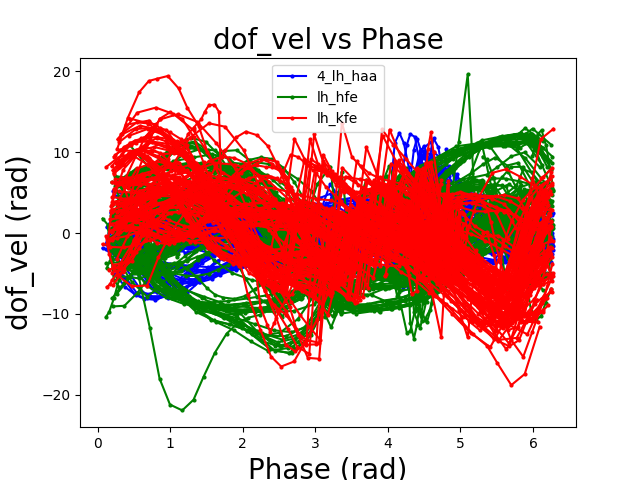 dof_vel vs Phase
dof_vel (rad)
20
10
0
−10
−20
4_lh_haa
lh_hfe
lh_kfe
0 1 2 3 4 5 6
Phase (rad)